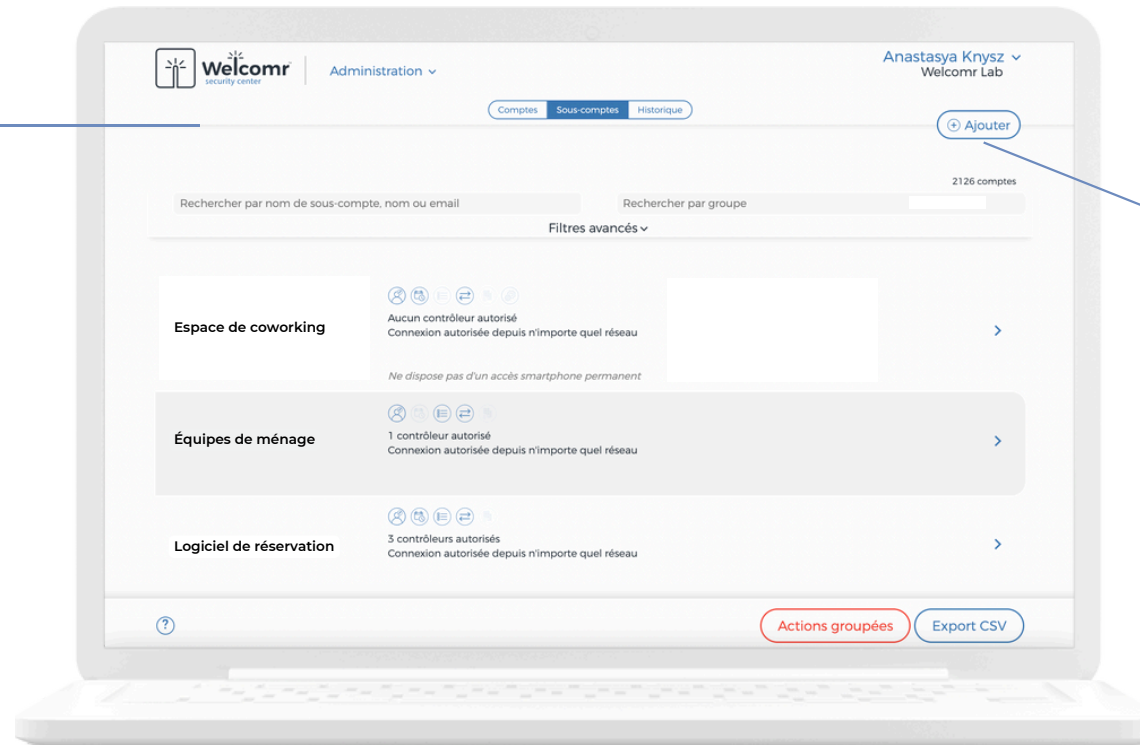 Welcomr
security center
Administration
Anastasya Knysz
Welcomr Lab
Comptes
Sous-comptes
Historique
Ajouter
2126 comptes
Rechercher par nom de sous-compte, nom ou email
Rechercher par groupe
Filtres avancés
Espace de coworking
Aucun contrôleur autorisé
Connexion autorisée depuis n'importe quel réseau
Ne dispose pas d'un accès smartphone permanent
Équipes de ménage
1 contrôleur autorisé
Connexion autorisée depuis n'importe quel réseau
Logiciel de réservation
3 contrôleurs autorisés
Connexion autorisée depuis n'importe quel réseau
?
Actions groupées
Export CSV